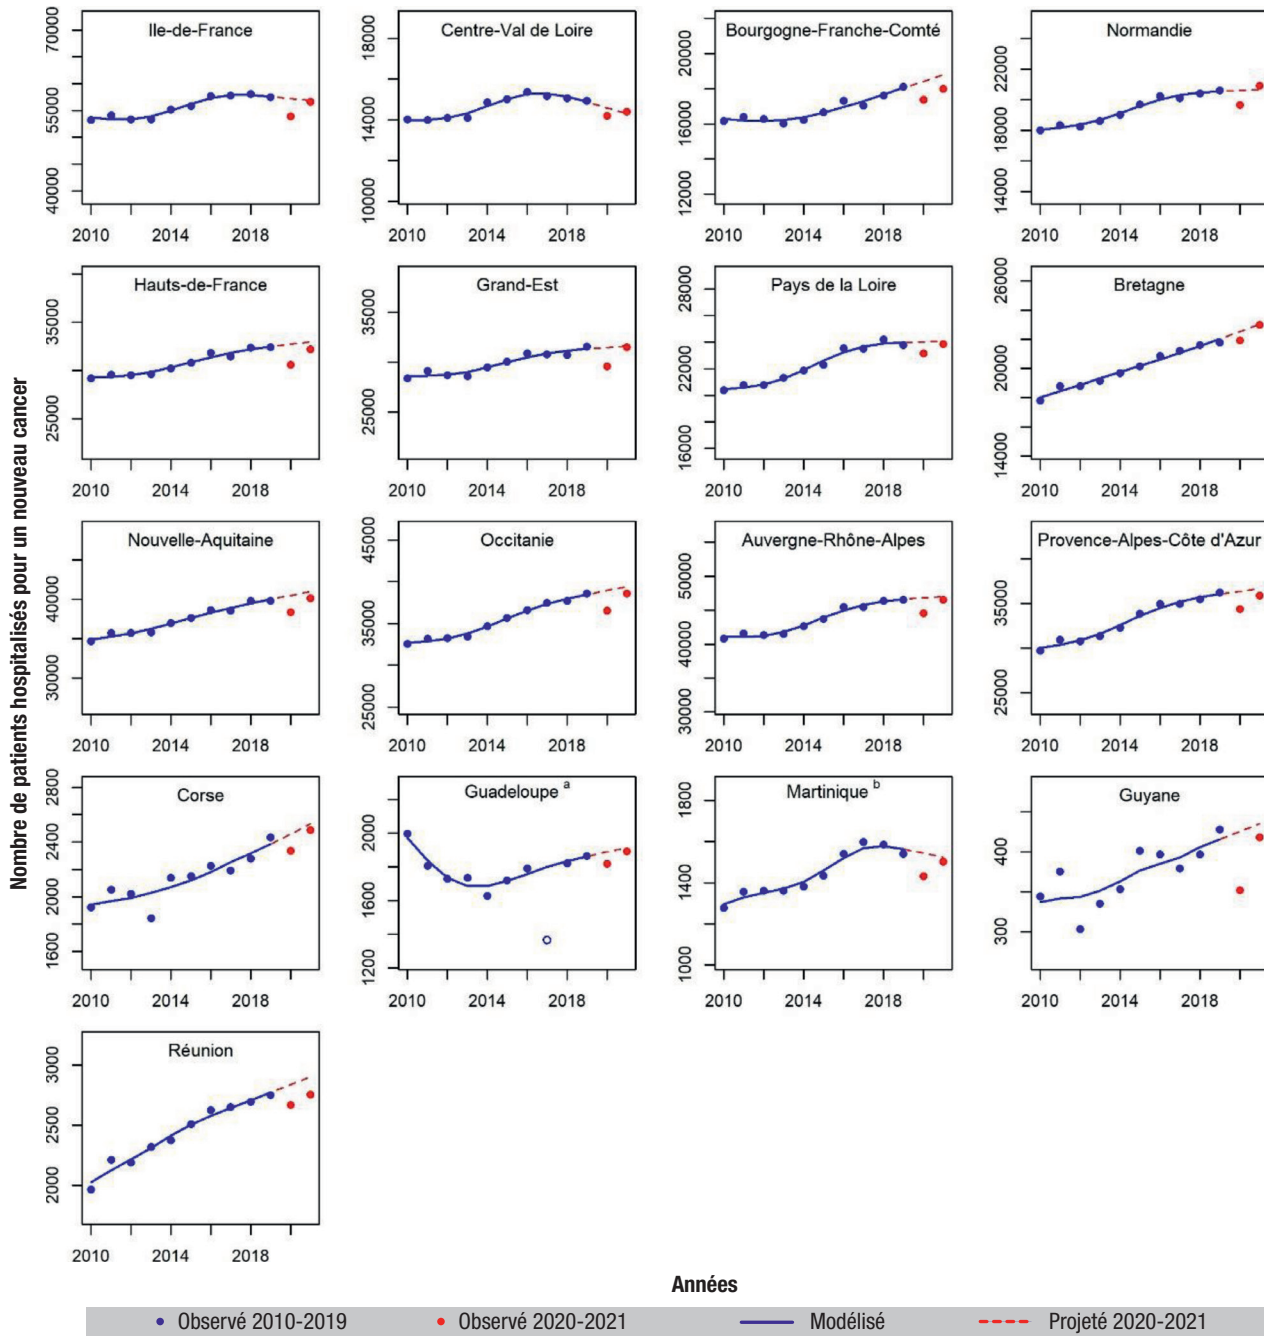 Nombre de patients hospitalisés pour un nouveau cancer
Ile-de-France
70000
55000
40000
2010 2014 2018
Centre-Val de Loire
18000
14000
10000
2010 2014 2018
Bourgogne-Franche-Comté
20000
16000
12000
2010 2014 2018
Normandie
22000
18000
14000
2010 2014 2018
Hauts-de-France
35000
25000
2010 2014 2018
Grand-Est
35000
25000
2010 2014 2018
Pays de la Loire
28000
22000
16000
2010 2014 2018
Bretagne
26000
20000
14000
2010 2014 2018
Nouvelle-Aquitaine
40000
30000
2010 2014 2018
Occitanie
45000
35000
25000
2010 2014 2018
Auvergne-Rhône-Alpes
50000
40000
30000
2010 2014 2018
Provence-Alpes-Côte d'Azur
35000
25000
2010 2014 2018
Corse
2800
2400
2000
1600
2010 2014 2018
Guadeloupe a
2000
1600
1200
2010 2014 2018
Martinique b
1800
1400
1000
2010 2014 2018
Guyane
400
300
2010 2014 2018
Réunion
3000
2500
2000
2010 2014 2018
Années
Observé 2010-2019 Observé 2020-2021 Modélisé Projeté 2020-2021